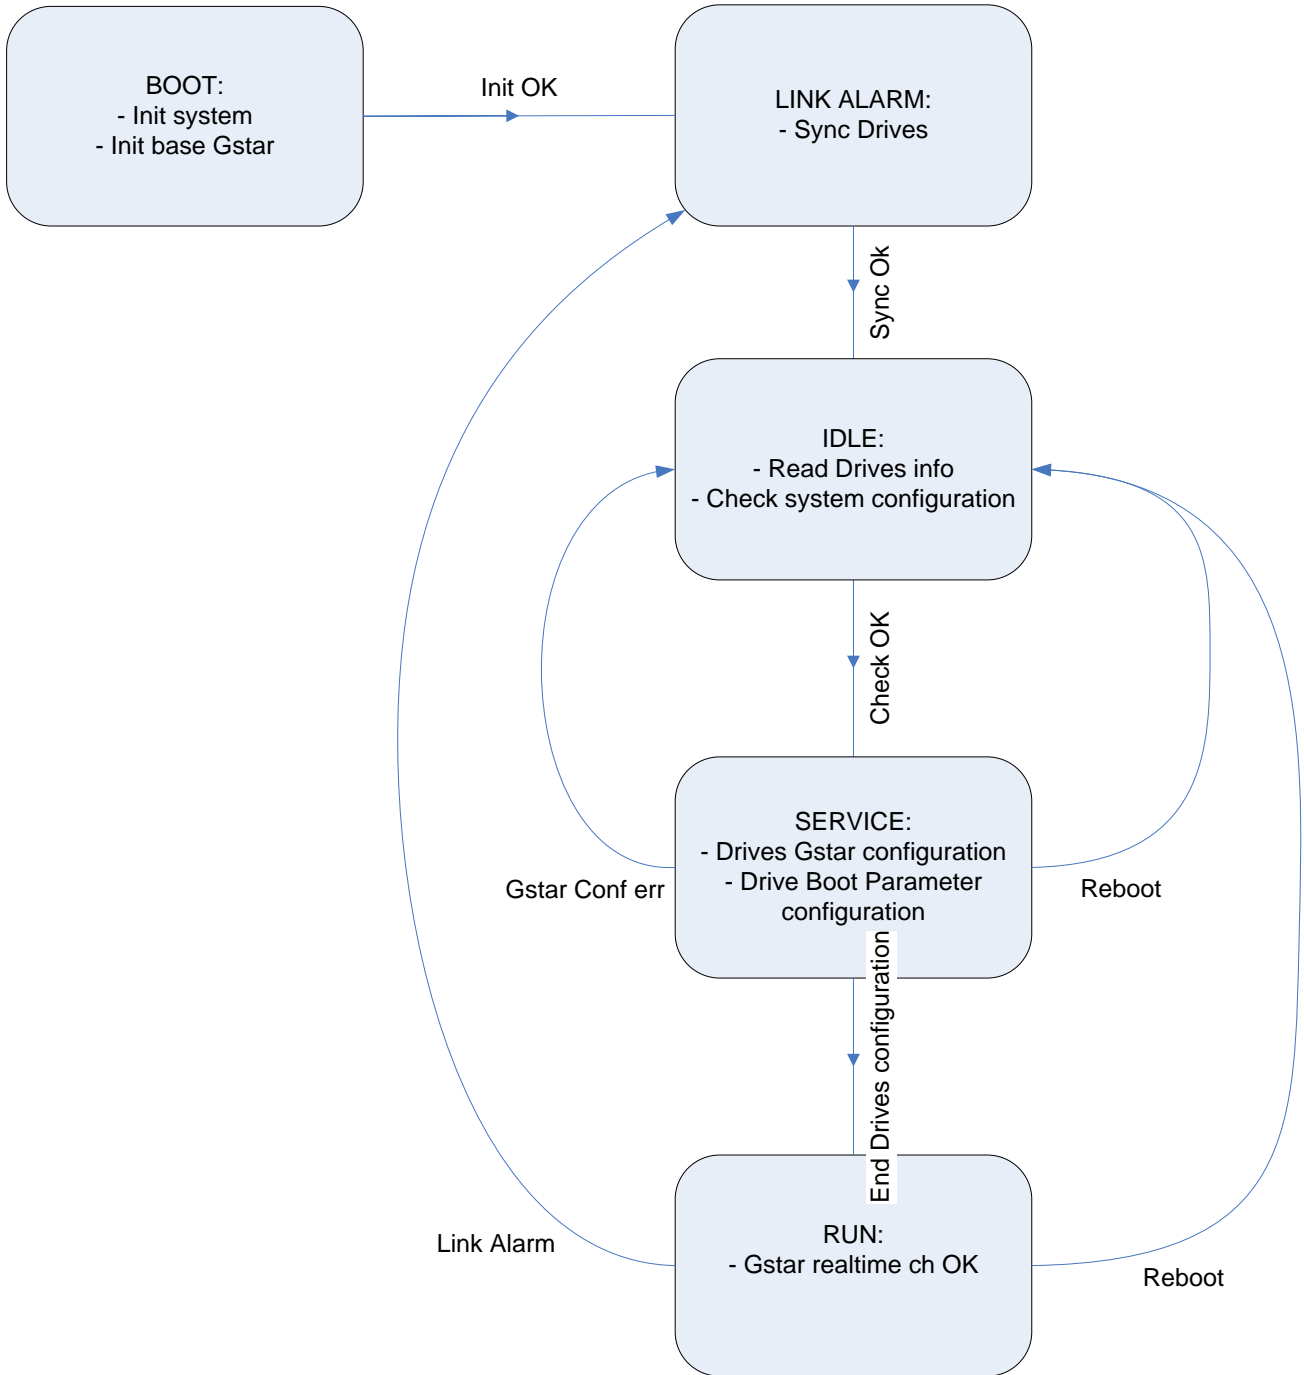 BOOT:
- Init system
- Init base Gstar
Init OK
LINK ALARM:
- Sync Drives
Sync Ok
IDLE:
- Read Drives info
- Check system configuration
Check OK
SERVICE:
- Drives Gstar configuration
- Drive Boot Parameter
configuration
Gstar Conf err
Reboot
End Drives configuration
RUN:
- Gstar realtime ch OK
Link Alarm
Reboot